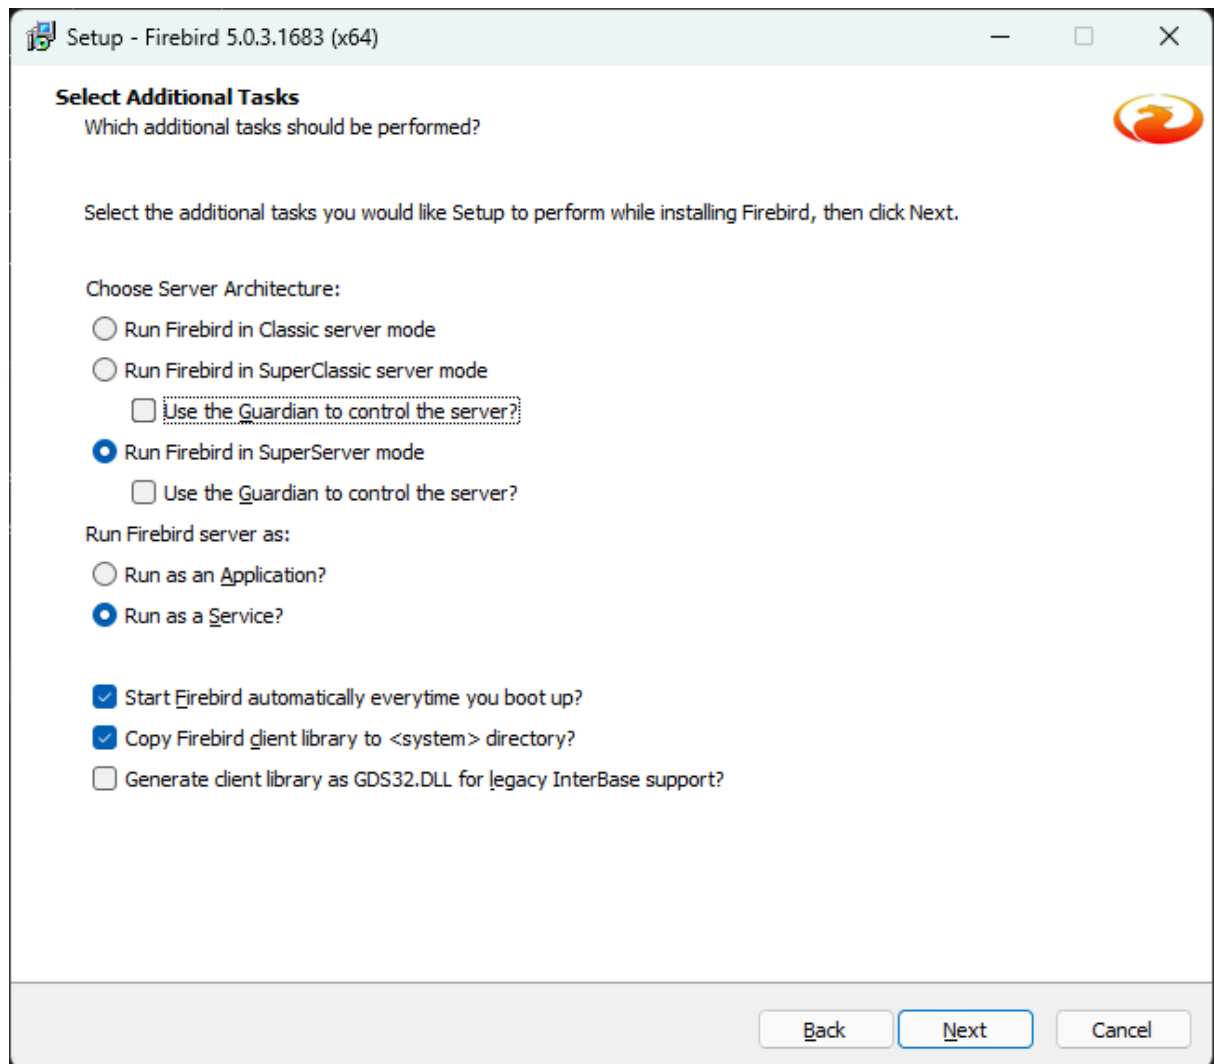 Setup - Firebird 5.0.3.1683 (x64)
Select Additional Tasks
Which additional tasks should be performed?
Select the additional tasks you would like Setup to perform while installing Firebird, then click Next.
Choose Server Architecture:
Run Firebird in Classic server mode
Run Firebird in SuperClassic server mode
Use the Guardian to control the server?
Run Firebird in SuperServer mode
Use the Guardian to control the server?
Run Firebird server as:
Run as an Application?
Run as a Service?
Start Firebird automatically everytime you boot up?
Copy Firebird client library to <system> directory?
Generate client library as GDS32.DLL for legacy InterBase support?
Back Next Cancel